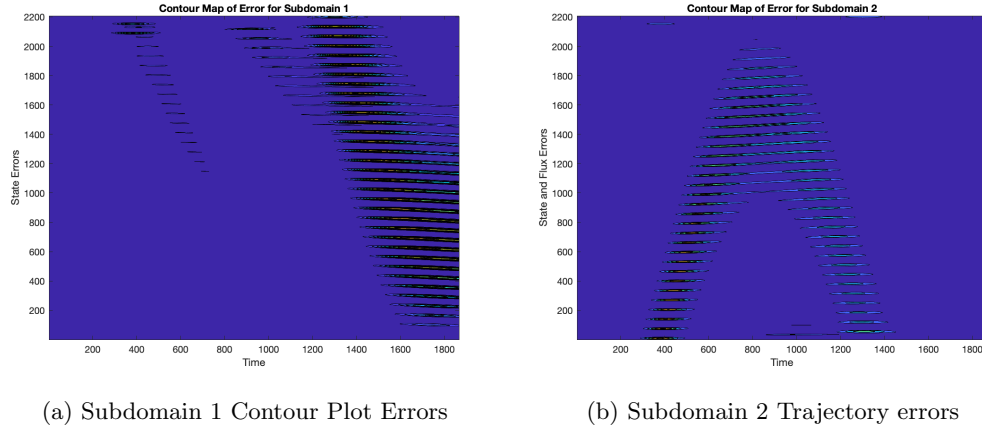 Contour Map of Error for Subdomain 1
2200
2000
1800
1600
1400
1200
1000
800
600
400
200
State Errors
200 400 600 800 1000 1200 1400 1600 1800
Time
(a) Subdomain 1 Contour Plot Errors
Contour Map of Error for Subdomain 2
2200
2000
1800
1600
1400
1200
1000
800
600
400
200
State and Flux Errors
200 400 600 800 1000 1200 1400 1600 1800
Time
(b) Subdomain 2 Trajectory errors